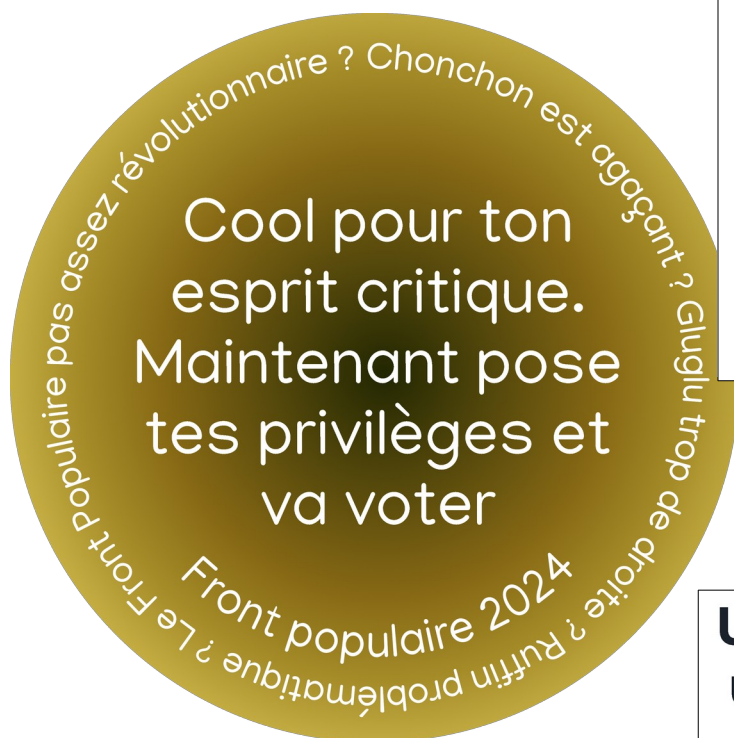 Le Front Populaire pas assez révolutionnaire ? Chonchon est agaçant ? Gluglu trop de droite ? Ruffin problématique ?
Cool pour ton
esprit critique.
Maintenant pose
tes privilèges et
va voter
Front populaire 2024